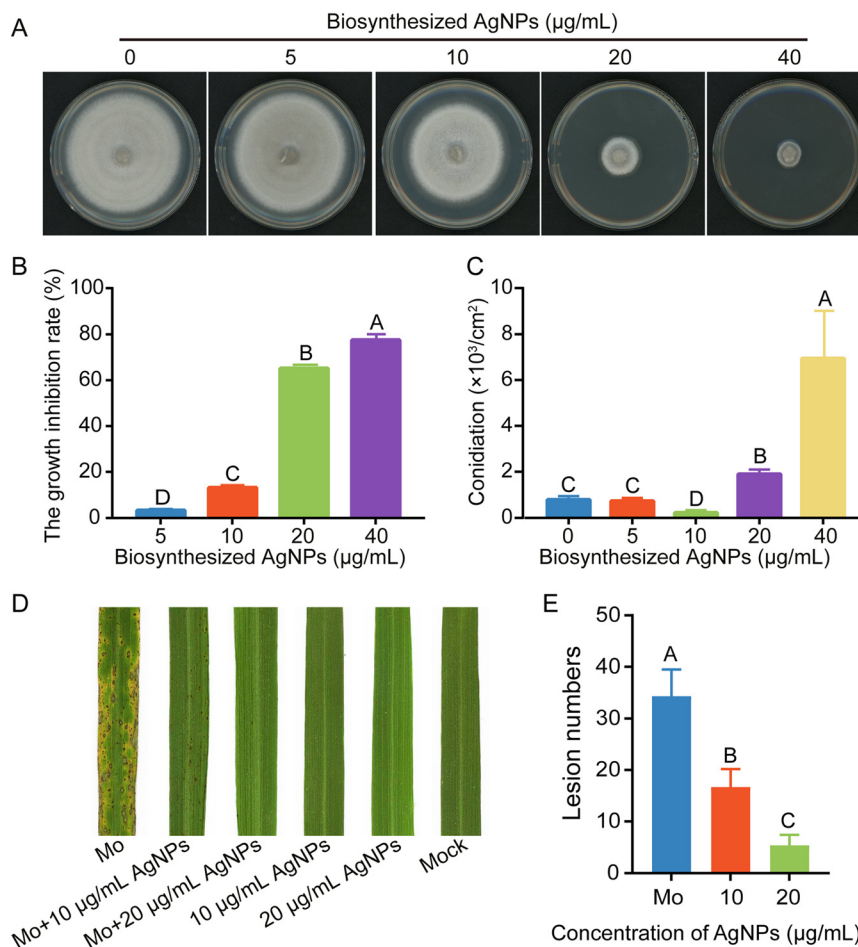 A
Biosynthesized AgNPs (µg/mL)
0 5 10 20 40
B
The growth inhibition rate (%)
100
80
60
40
20
0
D
C
B
A
5 10 20 40
Biosynthesized AgNPs (µg/mL)
C
Conidiation (×10³/cm²)
10
8
6
4
2
0
C
C
D
B
A
0 5 10 20 40
Biosynthesized AgNPs (µg/mL)
D
Mo
Mo+10 µg/mL AgNPs
Mo+20 µg/mL AgNPs
10 µg/mL AgNPs
20 µg/mL AgNPs
Mock
E
Lesion numbers
50
40
30
20
10
0
A
B
C
Mo 10 20
Concentration of AgNPs (µg/mL)